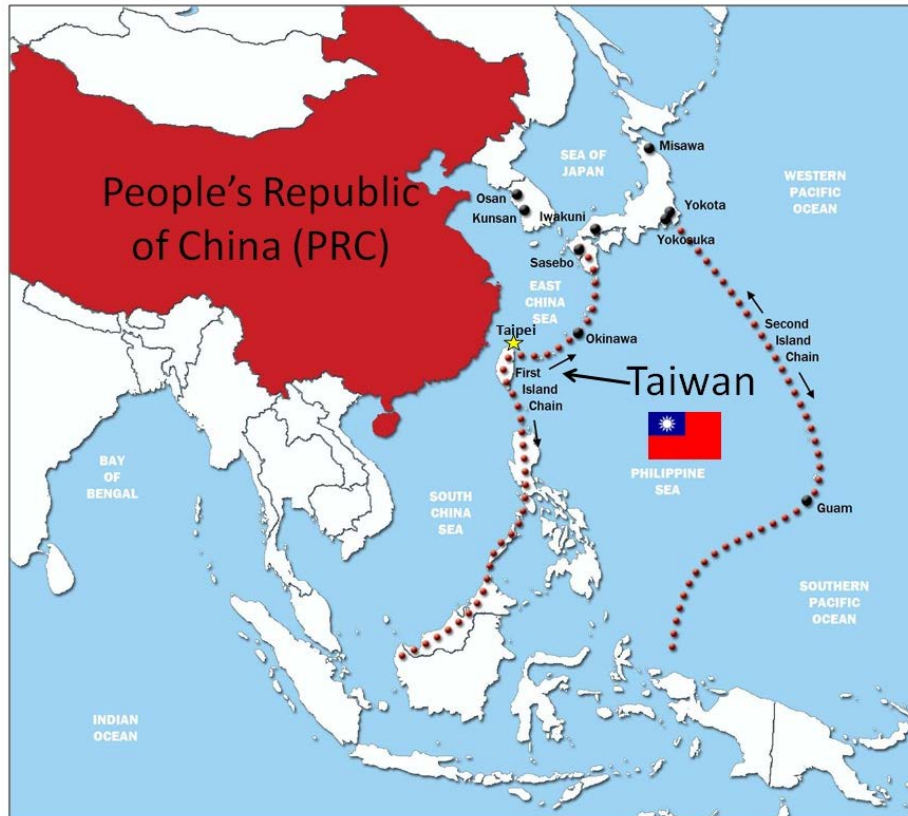 Misawa
SEA OF
JAPAN
WESTERN
PACIFIC
OCEAN
People's Republic
of China (PRC)
Osan
Kunsan
Iwakuni
Yokota
Yokosuka
Sasebo
EAST
CHINA
SEA
Taipei
Okinawa
Second
Island
Chain
First
Island
Chain
Taiwan
BAY
OF
BENGAL
PHILIPPINE
SEA
SOUTH
CHINA
SEA
Guam
SOUTHERN
PACIFIC
OCEAN
INDIAN
OCEAN